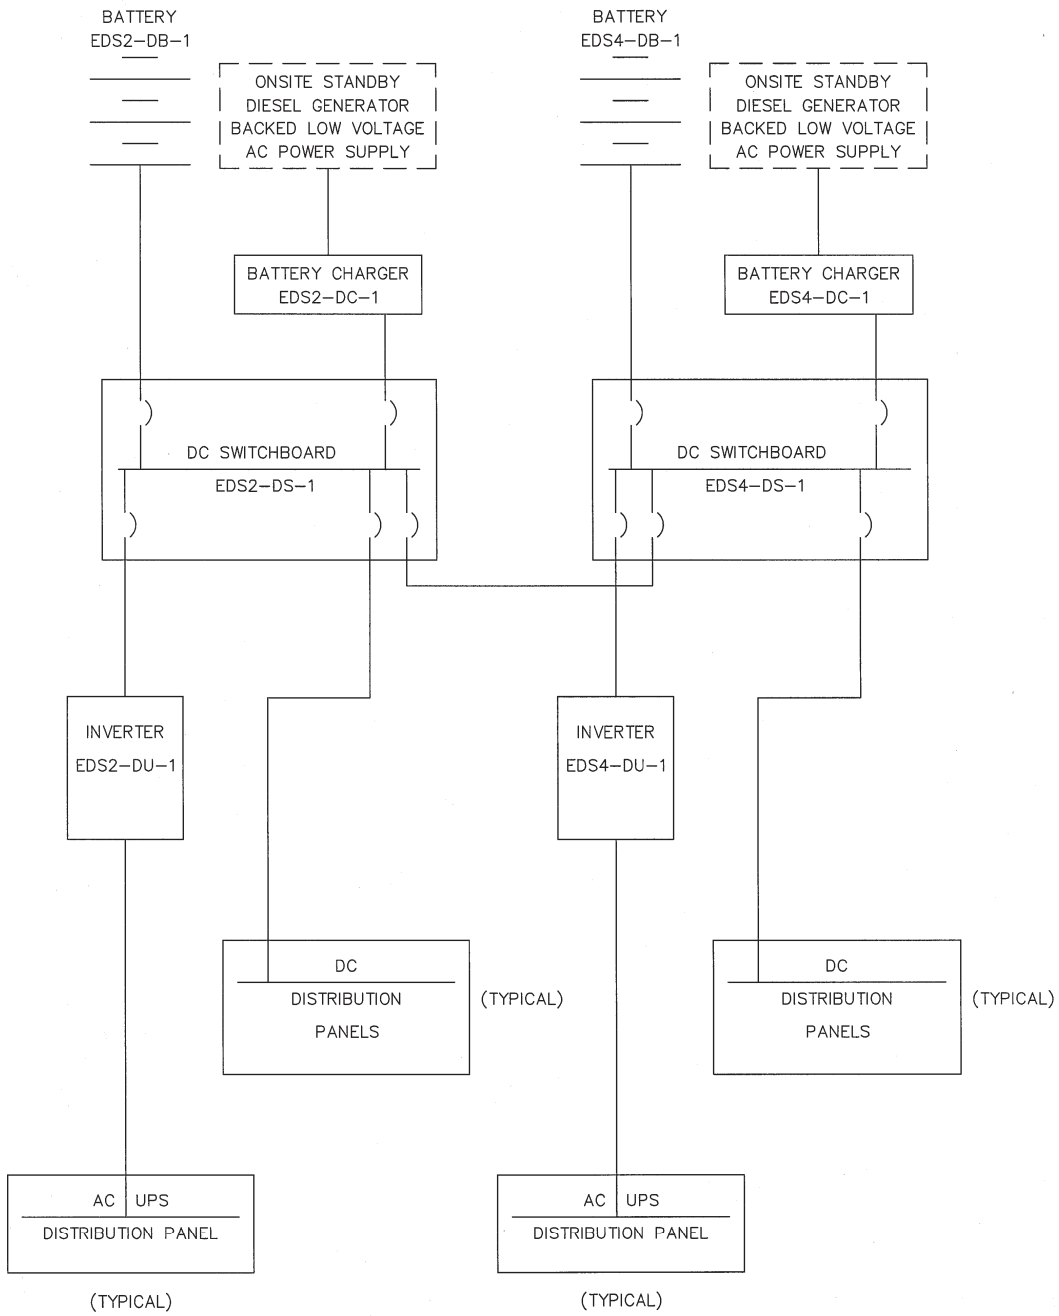 BATTERY
EDS2-DB-1
BATTERY
EDS4-DB-1
ONSITE STANDBY
DIESEL GENERATOR
BACKED LOW VOLTAGE
AC POWER SUPPLY
ONSITE STANDBY
DIESEL GENERATOR
BACKED LOW VOLTAGE
AC POWER SUPPLY
BATTERY CHARGER
EDS2-DC-1
BATTERY CHARGER
EDS4-DC-1
DC SWITCHBOARD
EDS2-DS-1
DC SWITCHBOARD
EDS4-DS-1
INVERTER
EDS2-DU-1
INVERTER
EDS4-DU-1
DC
DISTRIBUTION
PANELS
(TYPICAL)
DC
DISTRIBUTION
PANELS
(TYPICAL)
AC UPS
DISTRIBUTION PANEL
(TYPICAL)
AC UPS
DISTRIBUTION PANEL
(TYPICAL)